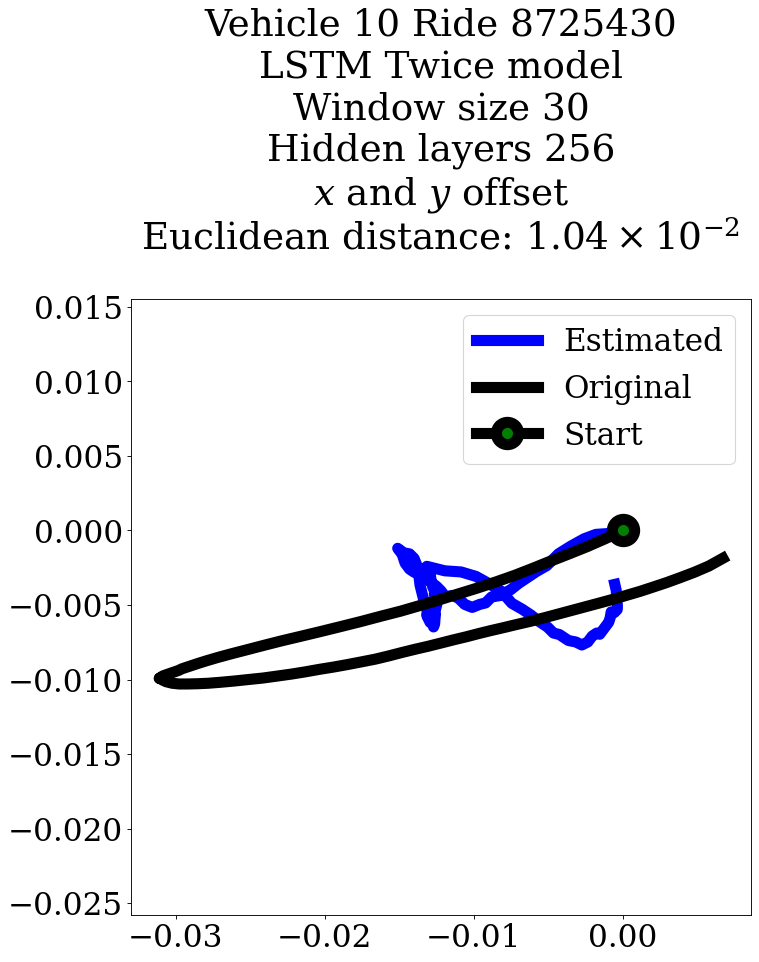 Vehicle 10 Ride 8725430
LSTM Twice model
Window size 30
Hidden layers 256
x and y offset
Euclidean distance: 1.04 × 10⁻²
Estimated
Original
Start
0.015
0.010
0.005
0.000
−0.005
−0.010
−0.015
−0.020
−0.025
−0.03 −0.02 −0.01 0.00